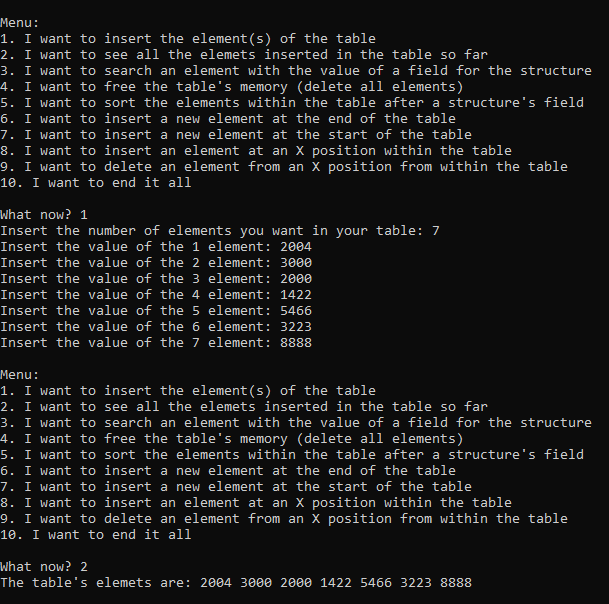 Menu:
1. I want to insert the element(s) of the table
2. I want to see all the elemets inserted in the table so far
3. I want to search an element with the value of a field for the structure
4. I want to free the table's memory (delete all elements)
5. I want to sort the elements within the table after a structure's field
6. I want to insert a new element at the end of the table
7. I want to insert a new element at the start of the table
8. I want to insert an element at an X position within the table
9. I want to delete an element from an X position from within the table
10. I want to end it all
What now? 1
Insert the number of elements you want in your table: 7
Insert the value of the 1 element: 2004
Insert the value of the 2 element: 3000
Insert the value of the 3 element: 2000
Insert the value of the 4 element: 1422
Insert the value of the 5 element: 5466
Insert the value of the 6 element: 3223
Insert the value of the 7 element: 8888
Menu:
1. I want to insert the element(s) of the table
2. I want to see all the elemets inserted in the table so far
3. I want to search an element with the value of a field for the structure
4. I want to free the table's memory (delete all elements)
5. I want to sort the elements within the table after a structure's field
6. I want to insert a new element at the end of the table
7. I want to insert a new element at the start of the table
8. I want to insert an element at an X position within the table
9. I want to delete an element from an X position from within the table
10. I want to end it all
What now? 2
The table's elemets are: 2004 3000 2000 1422 5466 3223 8888